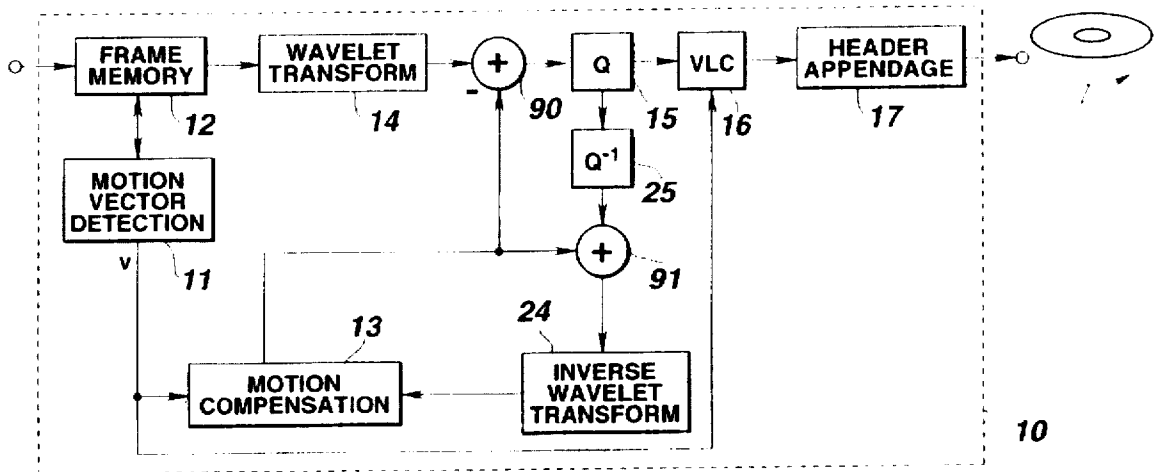 FRAME
MEMORY
12
WAVELET
TRANSFORM
14
+
-
90
Q
15
VLC
16
HEADER
APPENDAGE
17
MOTION
VECTOR
DETECTION
11
V
Q-1
25
+
91
13
MOTION
COMPENSATION
24
INVERSE
WAVELET
TRANSFORM
10